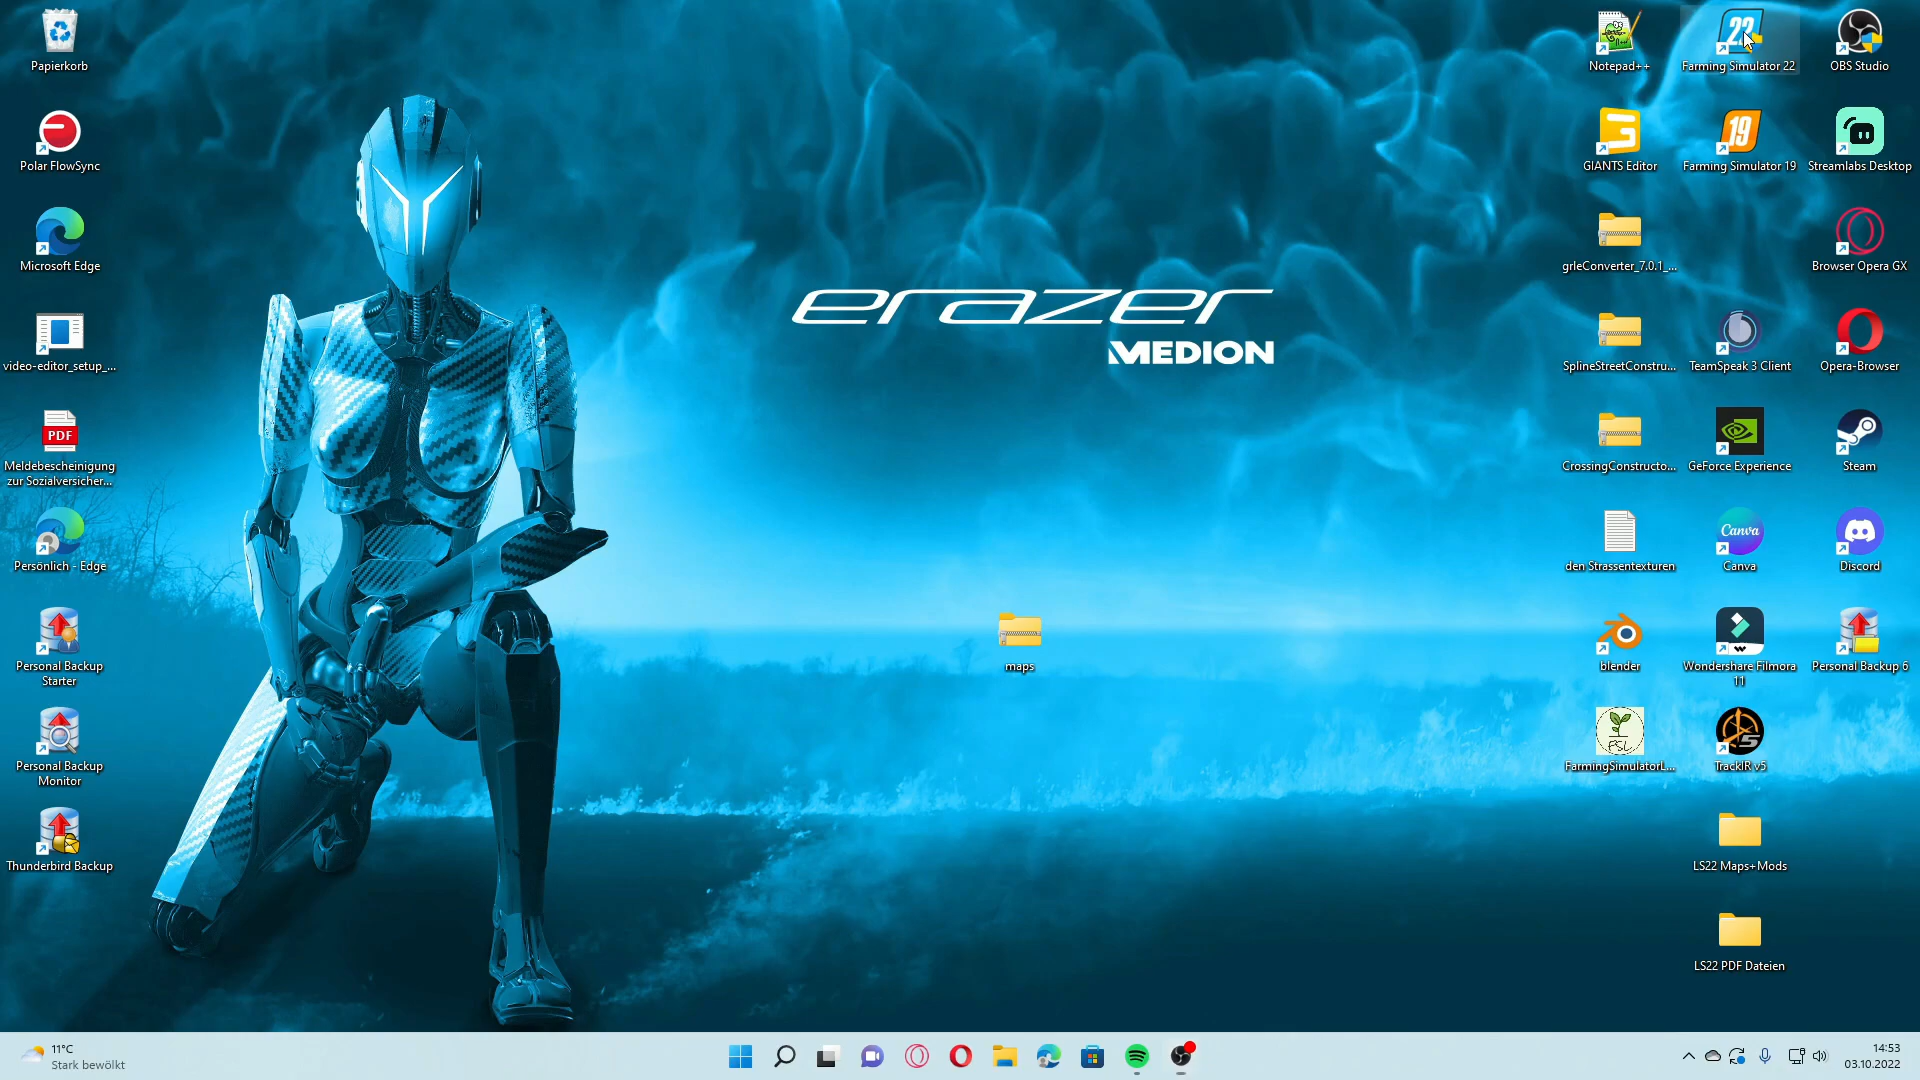 Papierkorb
Polar FlowSync
Microsoft Edge
video-editor_setup_...
PDF
Meldebescheinigung
zur Sozialversicher...
Persönlich - Edge
Personal Backup
Starter
Personal Backup
Monitor
Thunderbird Backup
erazer
MEDION
maps
Notepad++
GIANTS Editor
grleConverter_7.0.1_...
SplineStreetConstru...
CrossingConstructo...
den Strassentexturen
blender
FSL
FarmingSimulatorL...
22
Farming Simulator 22
19
Farming Simulator 19
TeamSpeak 3 Client
GeForce Experience
Canva
Canva
Wondershare Filmora
11
TrackIR v5
LS22 Maps+Mods
LS22 PDF Dateien
OBS Studio
Streamlabs Desktop
Browser Opera GX
Opera-Browser
Steam
Discord
Personal Backup 6
11°C
Stark bewölkt
14:53
03.10.2022